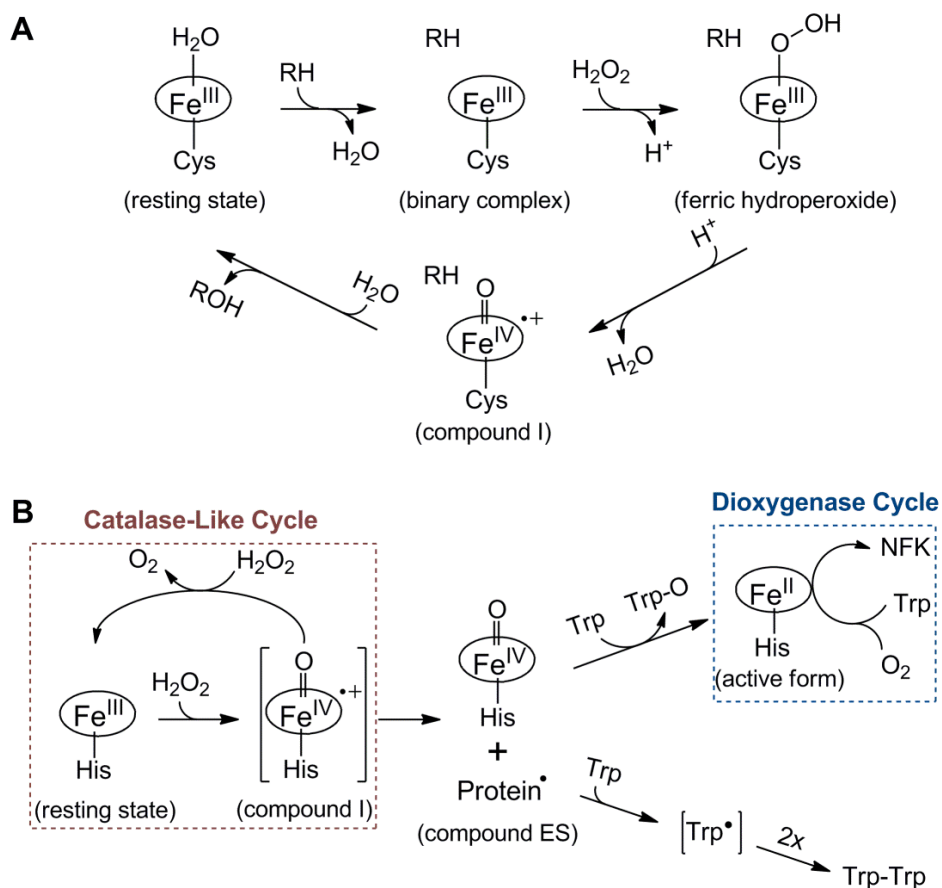 A
H₂O
Feᴵᴵᴵ
Cys
(resting state)
RH
H₂O
RH
Feᴵᴵᴵ
Cys
(binary complex)
H₂O₂
H⁺
RH
O-OH
Feᴵᴵᴵ
Cys
(ferric hydroperoxide)
H⁺
H₂O
RH
O
Feᴵⱽ •+
Cys
(compound I)
H₂O
ROH
B
Catalase-Like Cycle
O₂
H₂O₂
Feᴵᴵᴵ
His
(resting state)
H₂O₂
O
Feᴵⱽ •+
His
(compound I)
O
Feᴵⱽ
His
+
Protein•
(compound ES)
Trp
Trp-O
Dioxygenase Cycle
Feᴵᴵ
His
(active form)
NFK
Trp
O₂
Trp
[Trp•]
2x
Trp-Trp